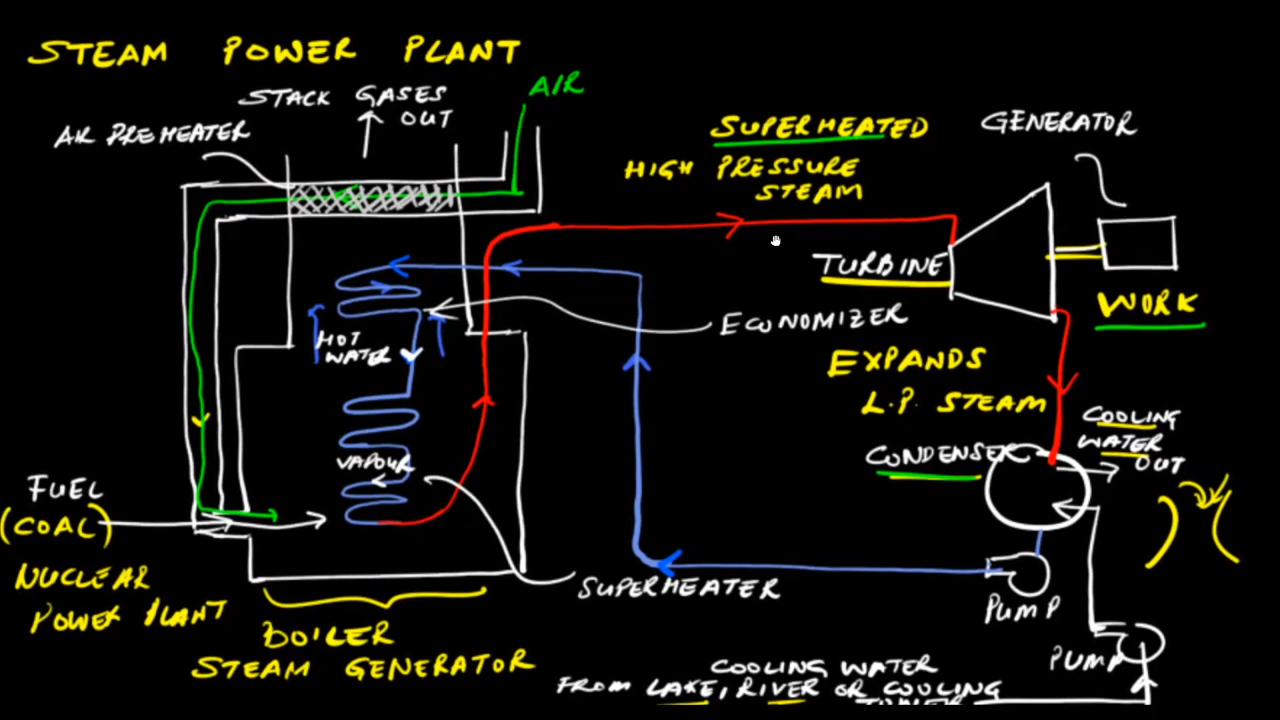 STEAM POWER PLANT
STACK GASES
OUT
AIR
AIR PREHEATER
SUPERHEATED
HIGH PRESSURE
STEAM
GENERATOR
TURBINE
WORK
ECONOMIZER
HOT
WATER
EXPANDS
L.P. STEAM
COOLING
WATER
OUT
CONDENSER
VAPOUR
FUEL
(COAL)
NUCLEAR
POWER PLANT
SUPERHEATER
PUMP
BOILER
STEAM GENERATOR
PUMP
COOLING WATER
FROM LAKE, RIVER OR COOLING
TOWER